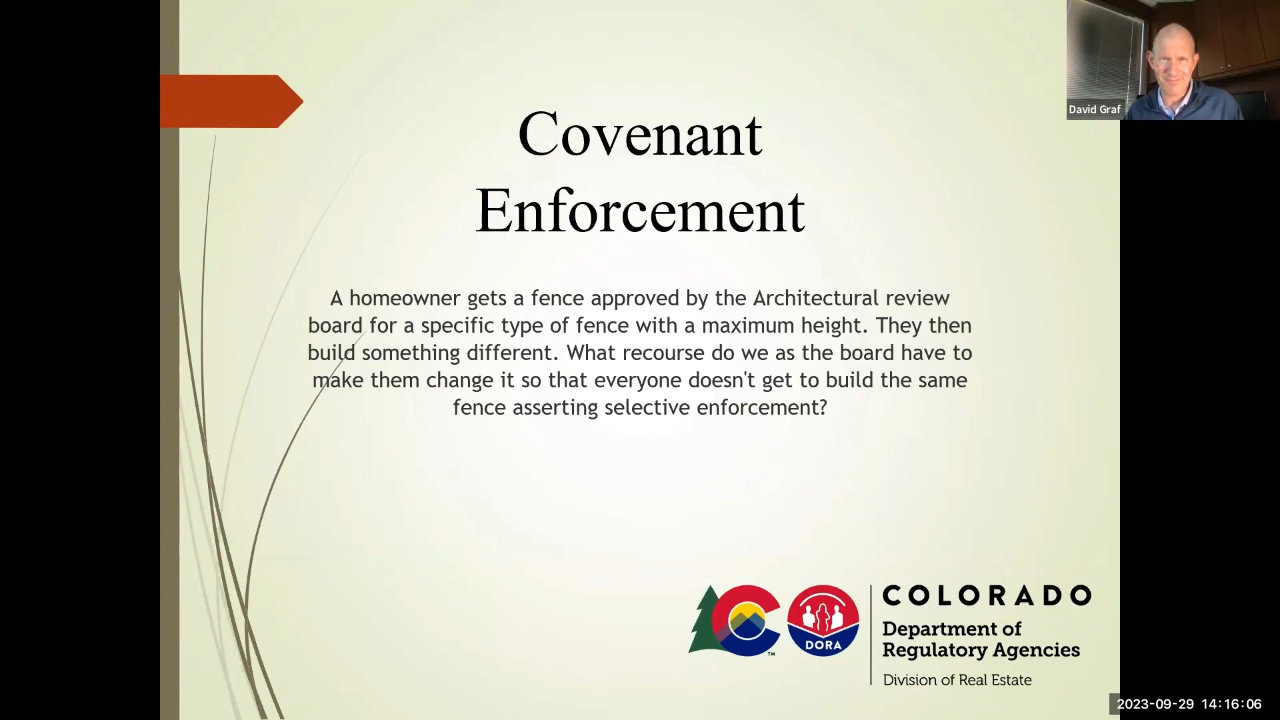 David Graf
Covenant
Enforcement
A homeowner gets a fence approved by the Architectural review
board for a specific type of fence with a maximum height. They then
build something different. What recourse do we as the board have to
make them change it so that everyone doesn't get to build the same
fence asserting selective enforcement?
DORA
TM
COLORADO
Department of
Regulatory Agencies
Division of Real Estate
2023-09-29 14:16:06